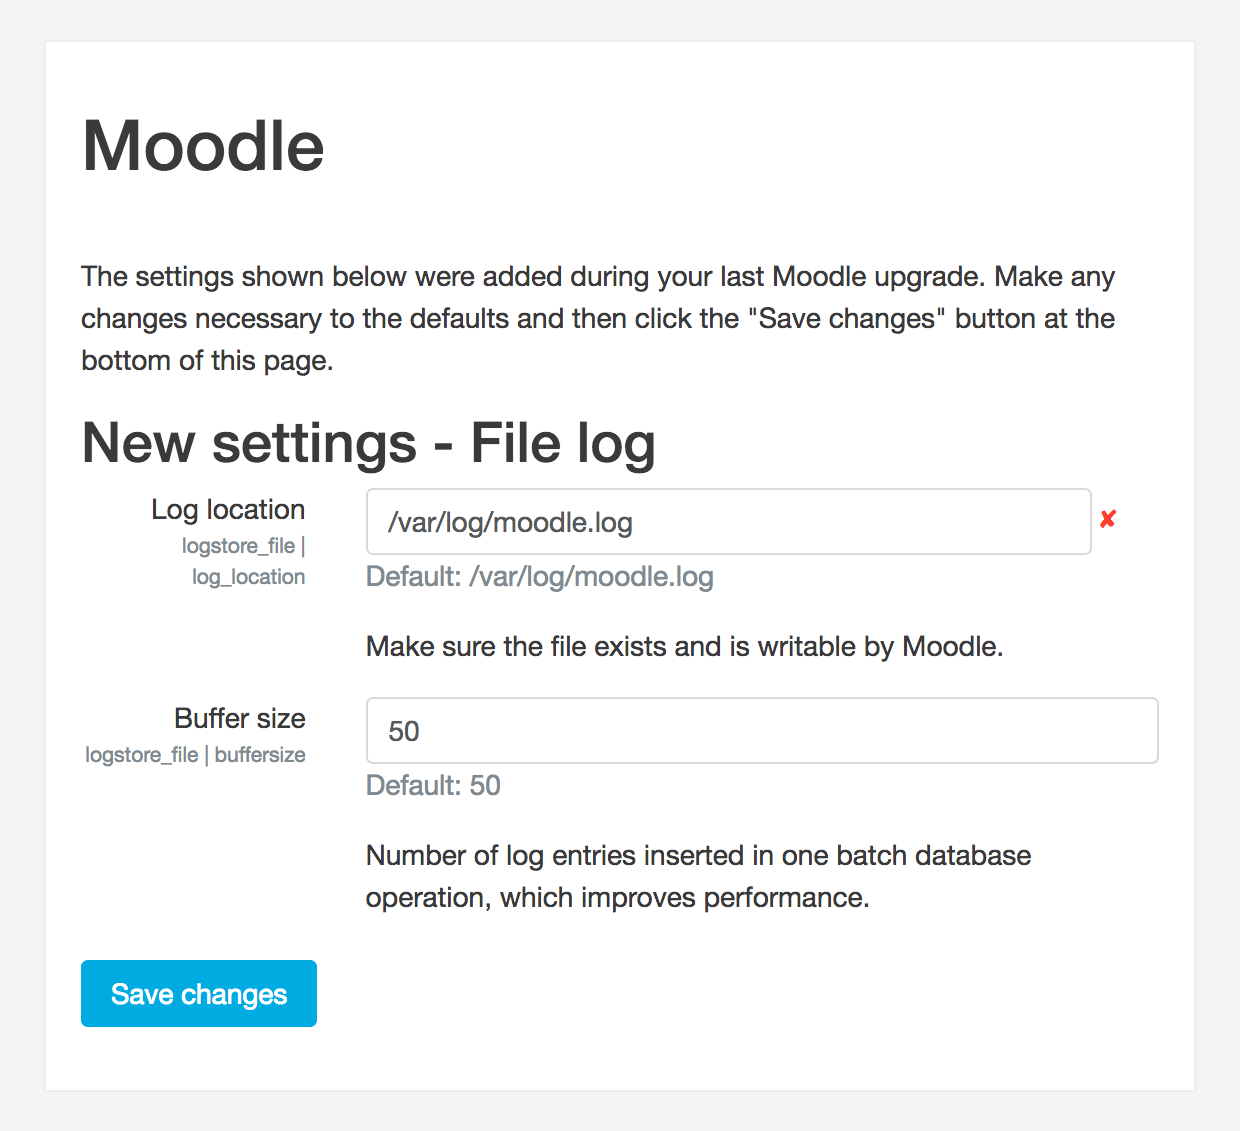 Moodle
The settings shown below were added during your last Moodle upgrade. Make any
changes necessary to the defaults and then click the "Save changes" button at the
bottom of this page.
New settings - File log
Log location
logstore_file |
log_location
/var/log/moodle.log
✘
Default: /var/log/moodle.log
Make sure the file exists and is writable by Moodle.
Buffer size
logstore_file | buffersize
50
Default: 50
Number of log entries inserted in one batch database
operation, which improves performance.
Save changes